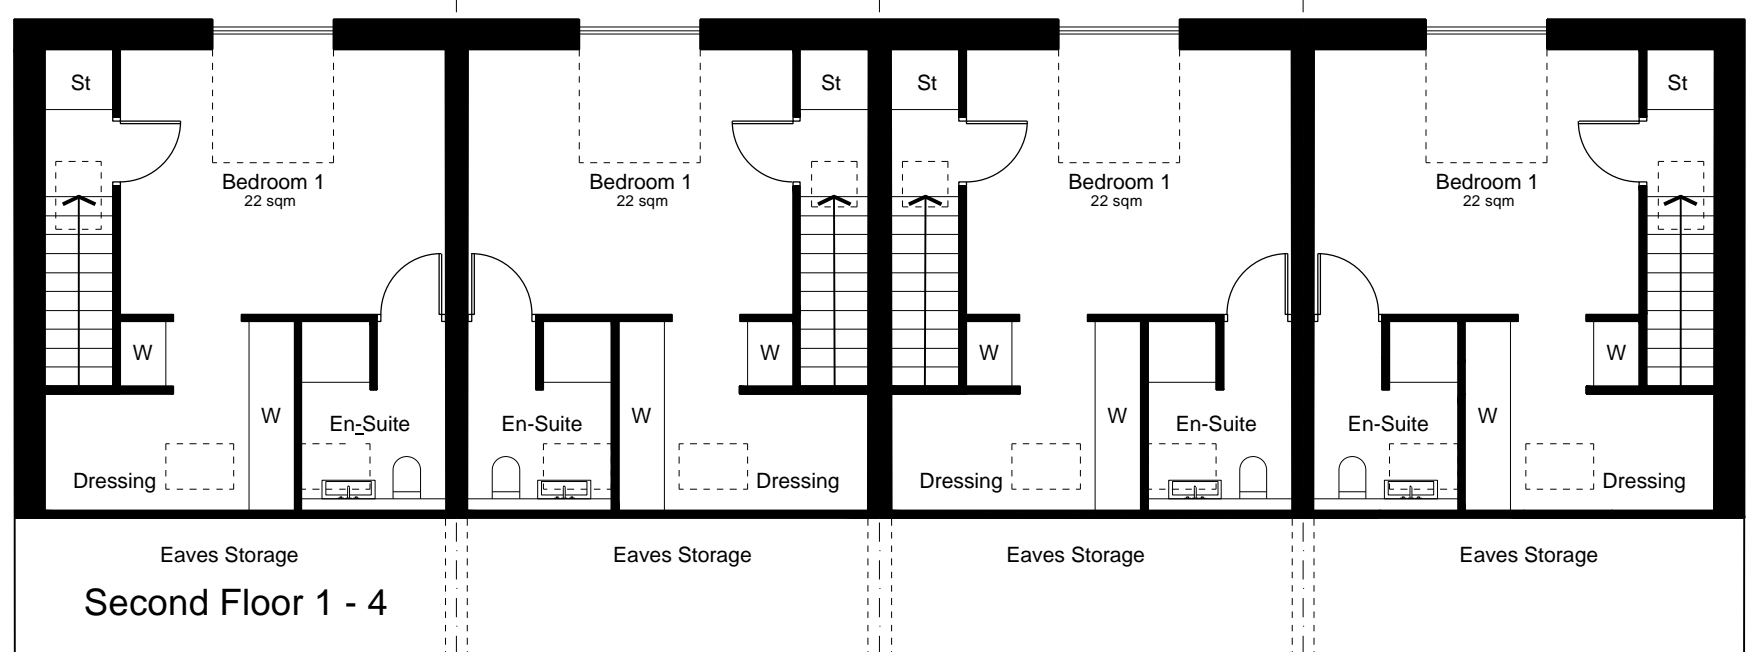 St
St
St
St
Bedroom 1
22 sqm
Bedroom 1
22 sqm
Bedroom 1
22 sqm
Bedroom 1
22 sqm
W
W
W
W
W
En-Suite
En-Suite
W
W
En-Suite
En-Suite
W
Dressing
Dressing
Dressing
Dressing
Eaves Storage
Eaves Storage
Eaves Storage
Eaves Storage
Second Floor 1 - 4